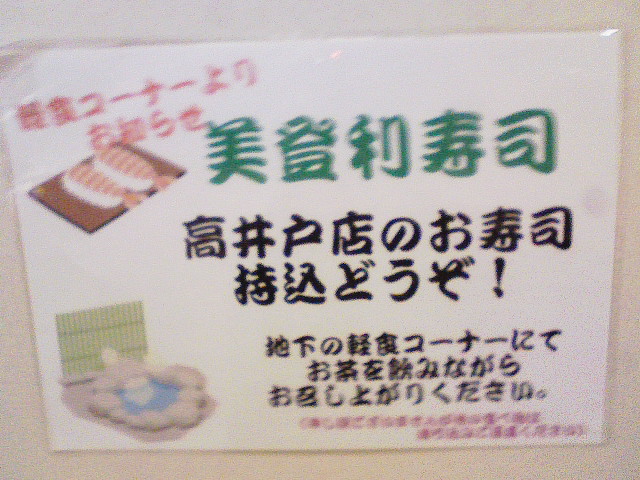 軽食コーナーより
お知らせ
美登利寿司
高井戸店のお寿司
持込どうぞ!
地下の軽食コーナーにて
お茶を飲みながら
お召し上がりください。